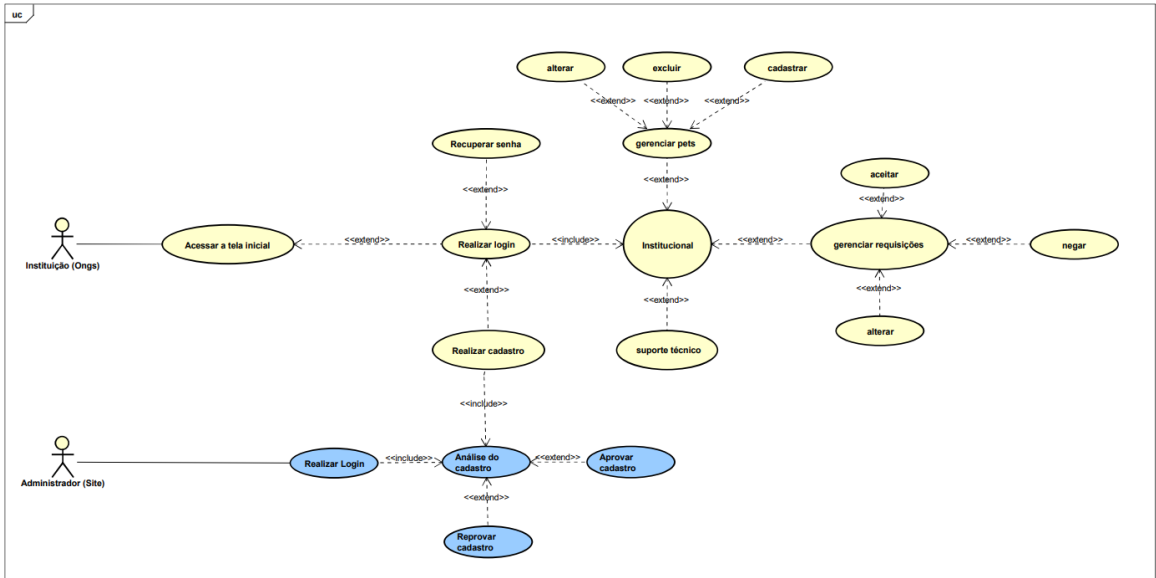 uc
alterar
excluir
cadastrar
<<extend>>
<<extend>>
<<extend>>
Recuperar senha
gerenciar pets
aceitar
<<extend>>
<<extend>>
<<extend>>
Instituição (Ongs)
Acessar a tela inicial
<<extend>>
Realizar login
<<include>>
Institucional
<<extend>>
gerenciar requisições
<<extend>>
negar
<<extend>>
<<extend>>
<<extend>>
alterar
Realizar cadastro
suporte técnico
<<include>>
Administrador (Site)
Realizar Login
<<include>>
Análise do
cadastro
<<extend>>
Aprovar
cadastro
<<extend>>
Reprovar
cadastro